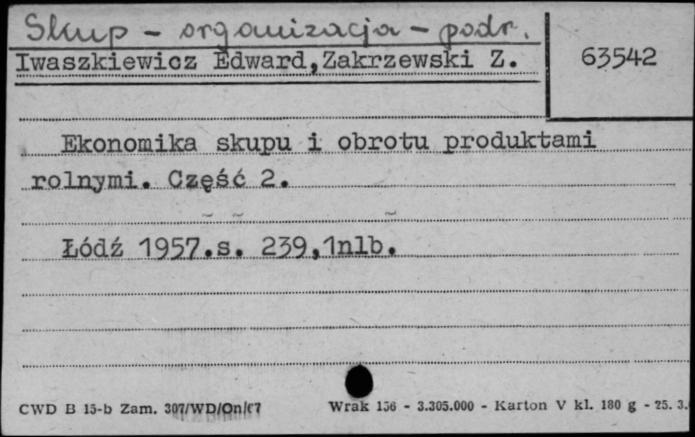 Skup - organizacja - podr.
Iwaszkiewicz Edward,Zakrzewski Z.
63542
Ekonomika skupu i obrotu produktami
rolnymi. Część 2.
Łódź 1957.s. 239,1nlb.
CWD B 15-b Zam. 307/WD/On/67
Wrak 156 - 3.305.000 - Karton V kl. 180 g - 25. 3.